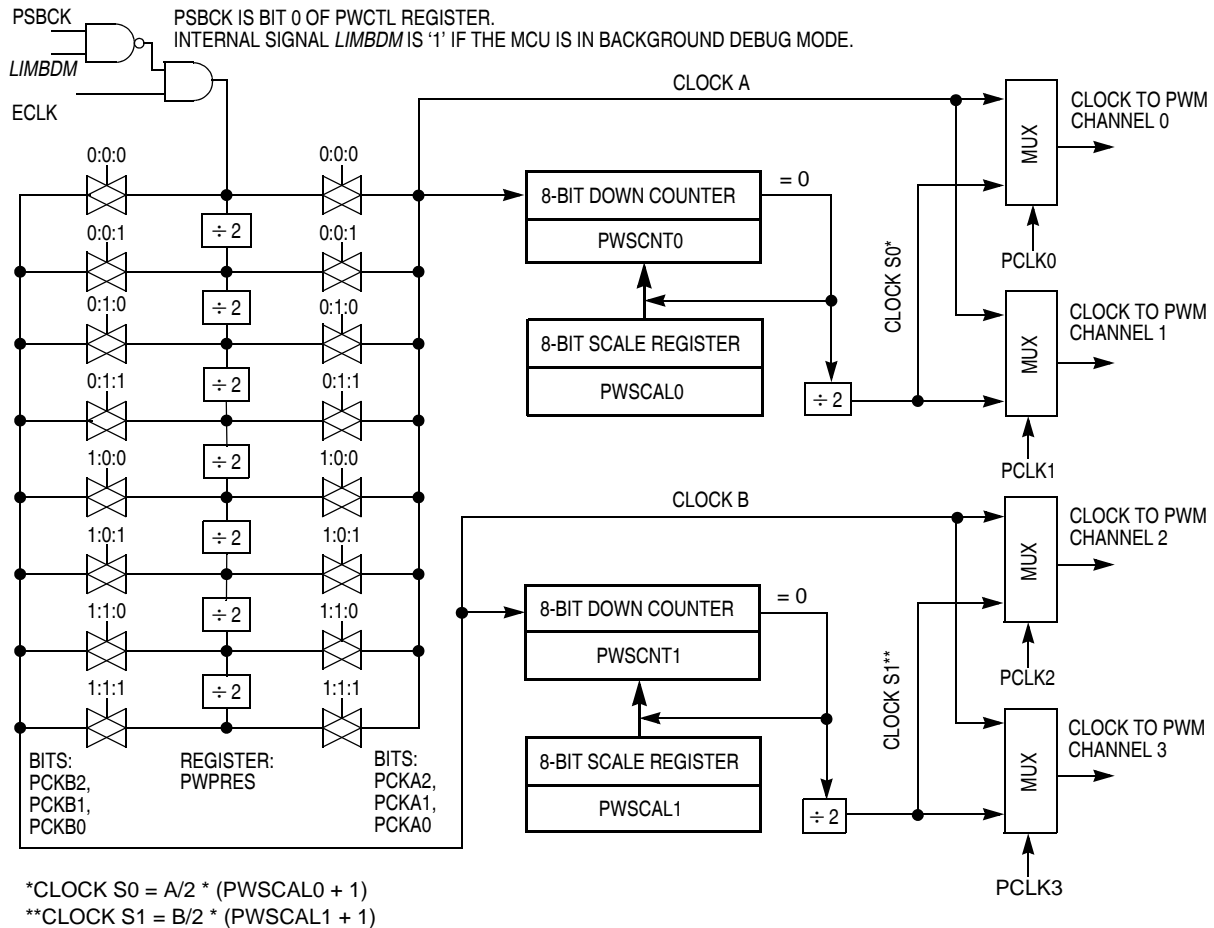 PSBCK
PSBCK IS BIT 0 OF PWCTL REGISTER.
INTERNAL SIGNAL LIMBDM IS ‘1’ IF THE MCU IS IN BACKGROUND DEBUG MODE.
LIMBDM
ECLK
CLOCK A
CLOCK TO PWM
CHANNEL 0
MUX
PCLK0
0:0:0
0:0:0
÷ 2
0:0:1
0:0:1
÷ 2
0:1:0
0:1:0
÷ 2
0:1:1
0:1:1
÷ 2
1:0:0
1:0:0
÷ 2
1:0:1
1:0:1
÷ 2
1:1:0
1:1:0
÷ 2
1:1:1
1:1:1
8-BIT DOWN COUNTER
= 0
PWSCNT0
8-BIT SCALE REGISTER
PWSCAL0
÷ 2
CLOCK S0*
CLOCK TO PWM
CHANNEL 1
MUX
PCLK1
CLOCK B
CLOCK TO PWM
CHANNEL 2
MUX
PCLK2
8-BIT DOWN COUNTER
= 0
PWSCNT1
8-BIT SCALE REGISTER
PWSCAL1
÷ 2
CLOCK S1**
CLOCK TO PWM
CHANNEL 3
MUX
PCLK3
BITS:
PCKB2,
PCKB1,
PCKB0
REGISTER:
PWPRES
BITS:
PCKA2,
PCKA1,
PCKA0
*CLOCK S0 = A/2 * (PWSCAL0 + 1)
**CLOCK S1 = B/2 * (PWSCAL1 + 1)